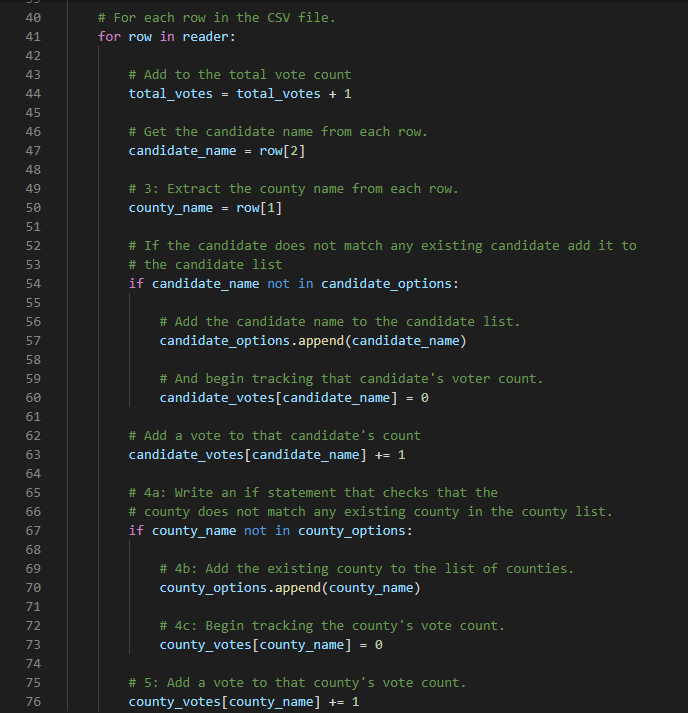 40 # For each row in the CSV file.
41 for row in reader:
42
43 # Add to the total vote count
44 total_votes = total_votes + 1
45
46 # Get the candidate name from each row.
47 candidate_name = row[2]
48
49 # 3: Extract the county name from each row.
50 county_name = row[1]
51
52 # If the candidate does not match any existing candidate add it to
53 # the candidate list
54 if candidate_name not in candidate_options:
55
56 # Add the candidate name to the candidate list.
57 candidate_options.append(candidate_name)
58
59 # And begin tracking that candidate's voter count.
60 candidate_votes[candidate_name] = 0
61
62 # Add a vote to that candidate's count
63 candidate_votes[candidate_name] += 1
64
65 # 4a: Write an if statement that checks that the
66 # county does not match any existing county in the county list.
67 if county_name not in county_options:
68
69 # 4b: Add the existing county to the list of counties.
70 county_options.append(county_name)
71
72 # 4c: Begin tracking the county's vote count.
73 county_votes[county_name] = 0
74
75 # 5: Add a vote to that county's vote count.
76 county_votes[county_name] += 1